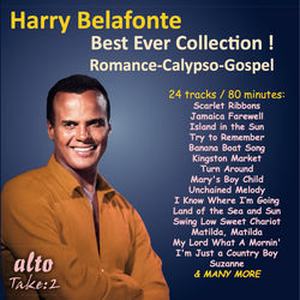 Harry Belafonte
Best Ever Collection !
Romance-Calypso-Gospel
24 tracks / 80 minutes:
Scarlet Ribbons
Jamaica Farewell
Island in the Sun
Try to Remember
Banana Boat Song
Kingston Market
Turn Around
Mary's Boy Child
Unchained Melody
I Know Where I'm Going
Land of the Sea and Sun
Swing Low Sweet Chariot
Matilda, Matilda
My Lord What A Mornin'
I'm Just a Country Boy
Suzanne
& MANY MORE
alto
Take:2